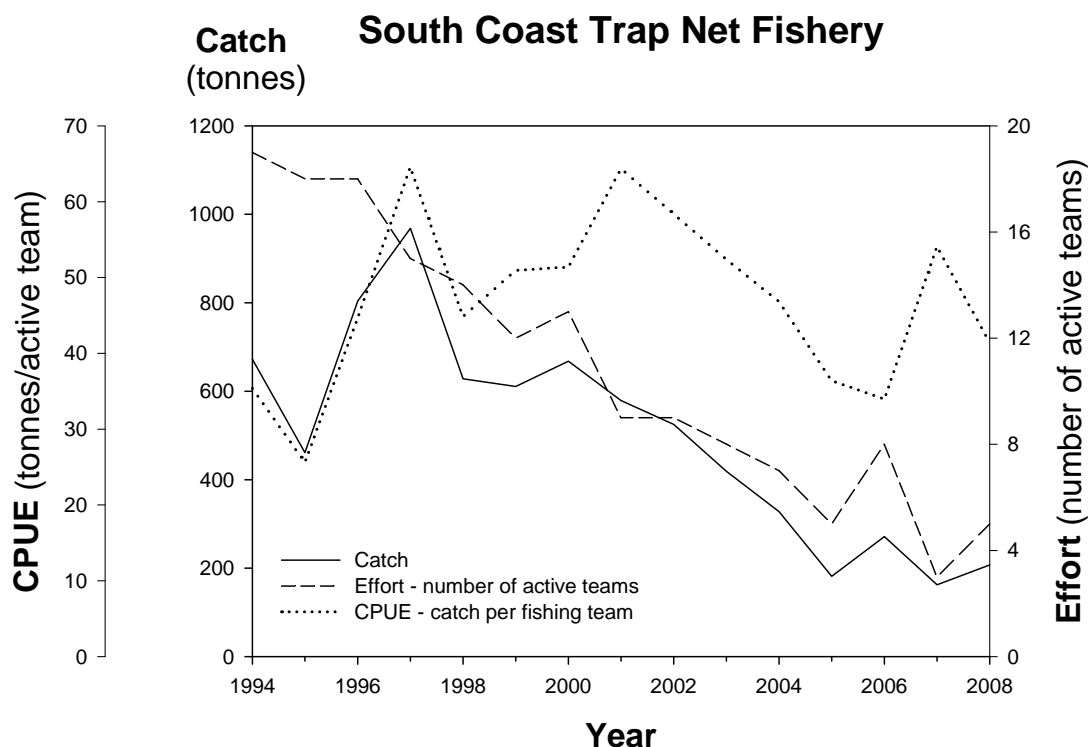 South Coast Trap Net Fishery
Catch
(tonnes)
CPUE (tonnes/active team)
70
60
50
40
30
20
10
0
1200
1000
800
600
400
200
0
20
16
12
8
4
0
Effort (number of active teams)
Catch
Effort - number of active teams
CPUE - catch per fishing team
1994 1996 1998 2000 2002 2004 2006 2008
Year